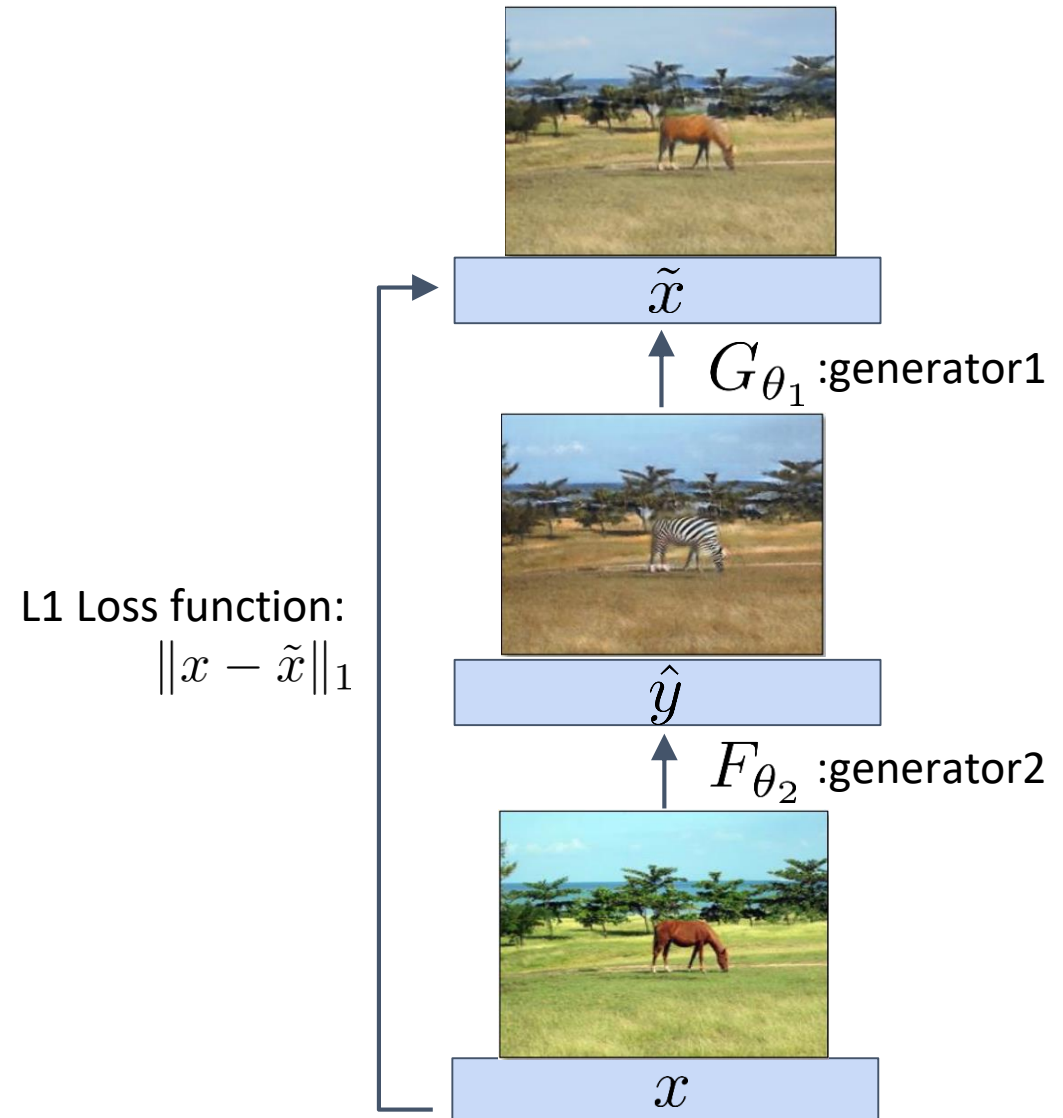 x̃
G_θ₁ :generator1
L1 Loss function:
‖x − x̃‖₁
ŷ
F_θ₂ :generator2
x